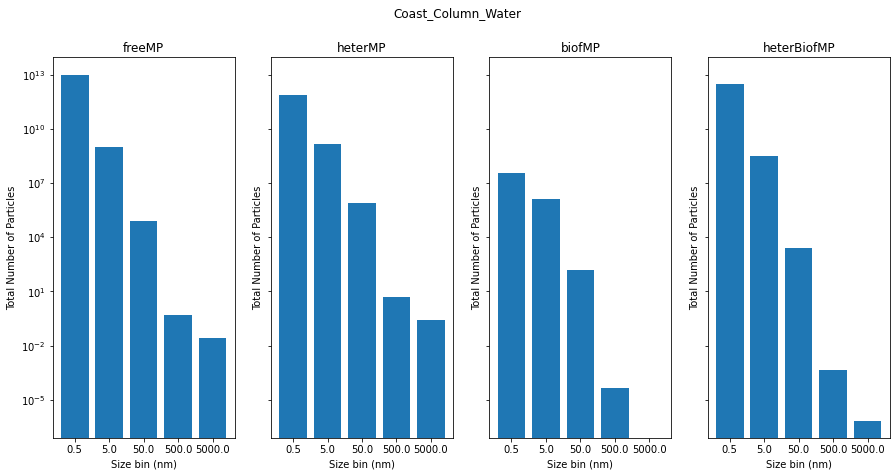 Coast_Column_Water
freeMP
heterMP
biofMP
heterBiofMP
Total Number of Particles
10^13
10^10
10^7
10^4
10^1
10^-2
10^-5
0.5 5.0 50.0 500.0 5000.0
Size bin (nm)
Total Number of Particles
0.5 5.0 50.0 500.0 5000.0
Size bin (nm)
Total Number of Particles
0.5 5.0 50.0 500.0 5000.0
Size bin (nm)
Total Number of Particles
0.5 5.0 50.0 500.0 5000.0
Size bin (nm)